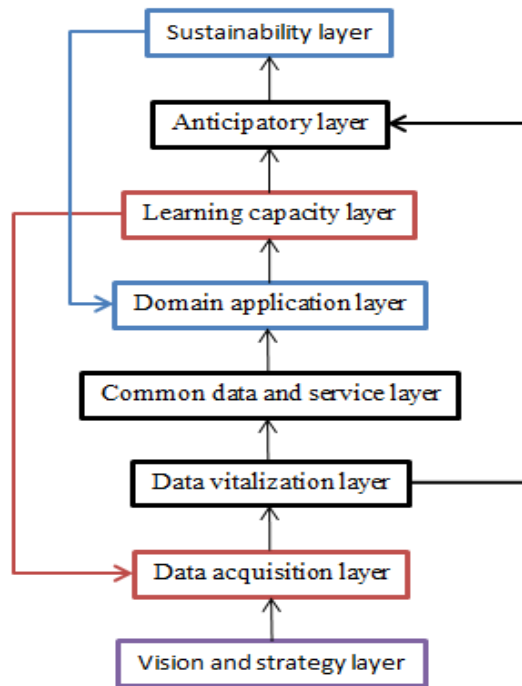 Sustainability layer
Anticipatory layer
Learning capacity layer
Domain application layer
Common data and service layer
Data vitalization layer
Data acquisition layer
Vision and strategy layer